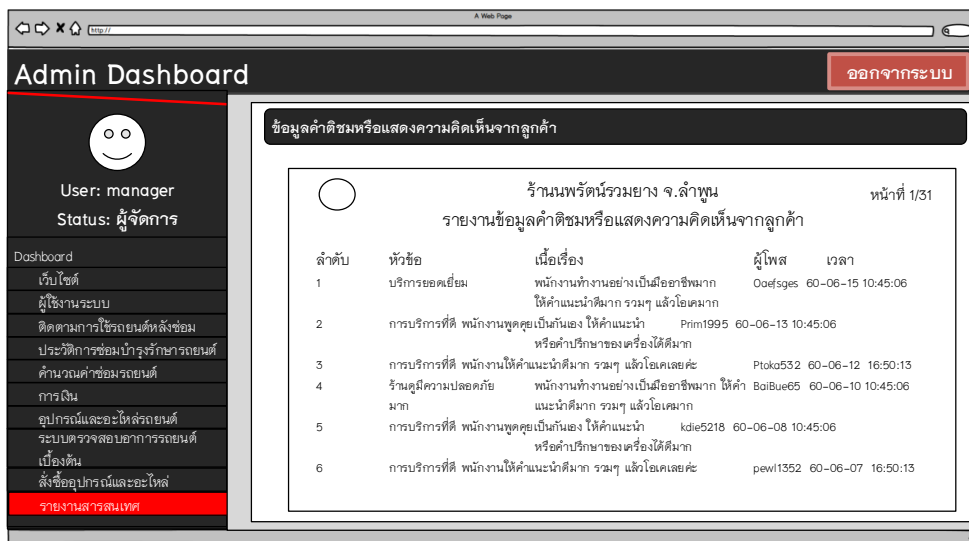 A Web Page
http://
Admin Dashboard
ออกจากระบบ
User: manager
Status: ผู้จัดการ
Dashboard
เว็บไซต์
ผู้ใช้งานระบบ
ติดตามการใช้รถยนต์หลังซ่อม
ประวัติการซ่อมบำรุงรักษารถยนต์
คำนวณค่าซ่อมรถยนต์
การเงิน
อุปกรณ์และอะไหล่รถยนต์
ระบบตรวจสอบอาการรถยนต์
เบื้องต้น
สั่งซื้ออุปกรณ์และอะไหล่
รายงานสารสนเทศ
ข้อมูลคำติชมหรือแสดงความคิดเห็นจากลูกค้า
ร้านนพรัตน์รวมยาง จ.ลำพูน
หน้าที่ 1/31
รายงานข้อมูลคำติชมหรือแสดงความคิดเห็นจากลูกค้า
ลำดับ หัวข้อ เนื้อเรื่อง ผู้โพส เวลา
1 บริการยอดเยี่ยม พนักงานทำงานอย่างเป็นมืออาชีพมาก Oaefsges 60-06-15 10:45:06
ให้คำแนะนำดีมาก รวมๆ แล้วโอเคมาก
2 การบริการที่ดี พนักงานพูดคุยเป็นกันเอง ให้คำแนะนำ Prim1995 60-06-13 10:45:06
หรือคำปรึกษาของเครื่องได้ดีมาก
3 การบริการที่ดี พนักงานให้คำแนะนำดีมาก รวมๆ แล้วโอเคเลยค่ะ Ptoka532 60-06-12 16:50:13
4 ร้านดูมีความปลอดภัย พนักงานทำงานอย่างเป็นมืออาชีพมาก ให้คำ BaiBue65 60-06-10 10:45:06
มาก แนะนำดีมาก รวมๆ แล้วโอเคมาก
5 การบริการที่ดี พนักงานพูดคุยเป็นกันเอง ให้คำแนะนำ kdie5218 60-06-08 10:45:06
หรือคำปรึกษาของเครื่องได้ดีมาก
6 การบริการที่ดี พนักงานให้คำแนะนำดีมาก รวมๆ แล้วโอเคเลยค่ะ pewl1352 60-06-07 16:50:13